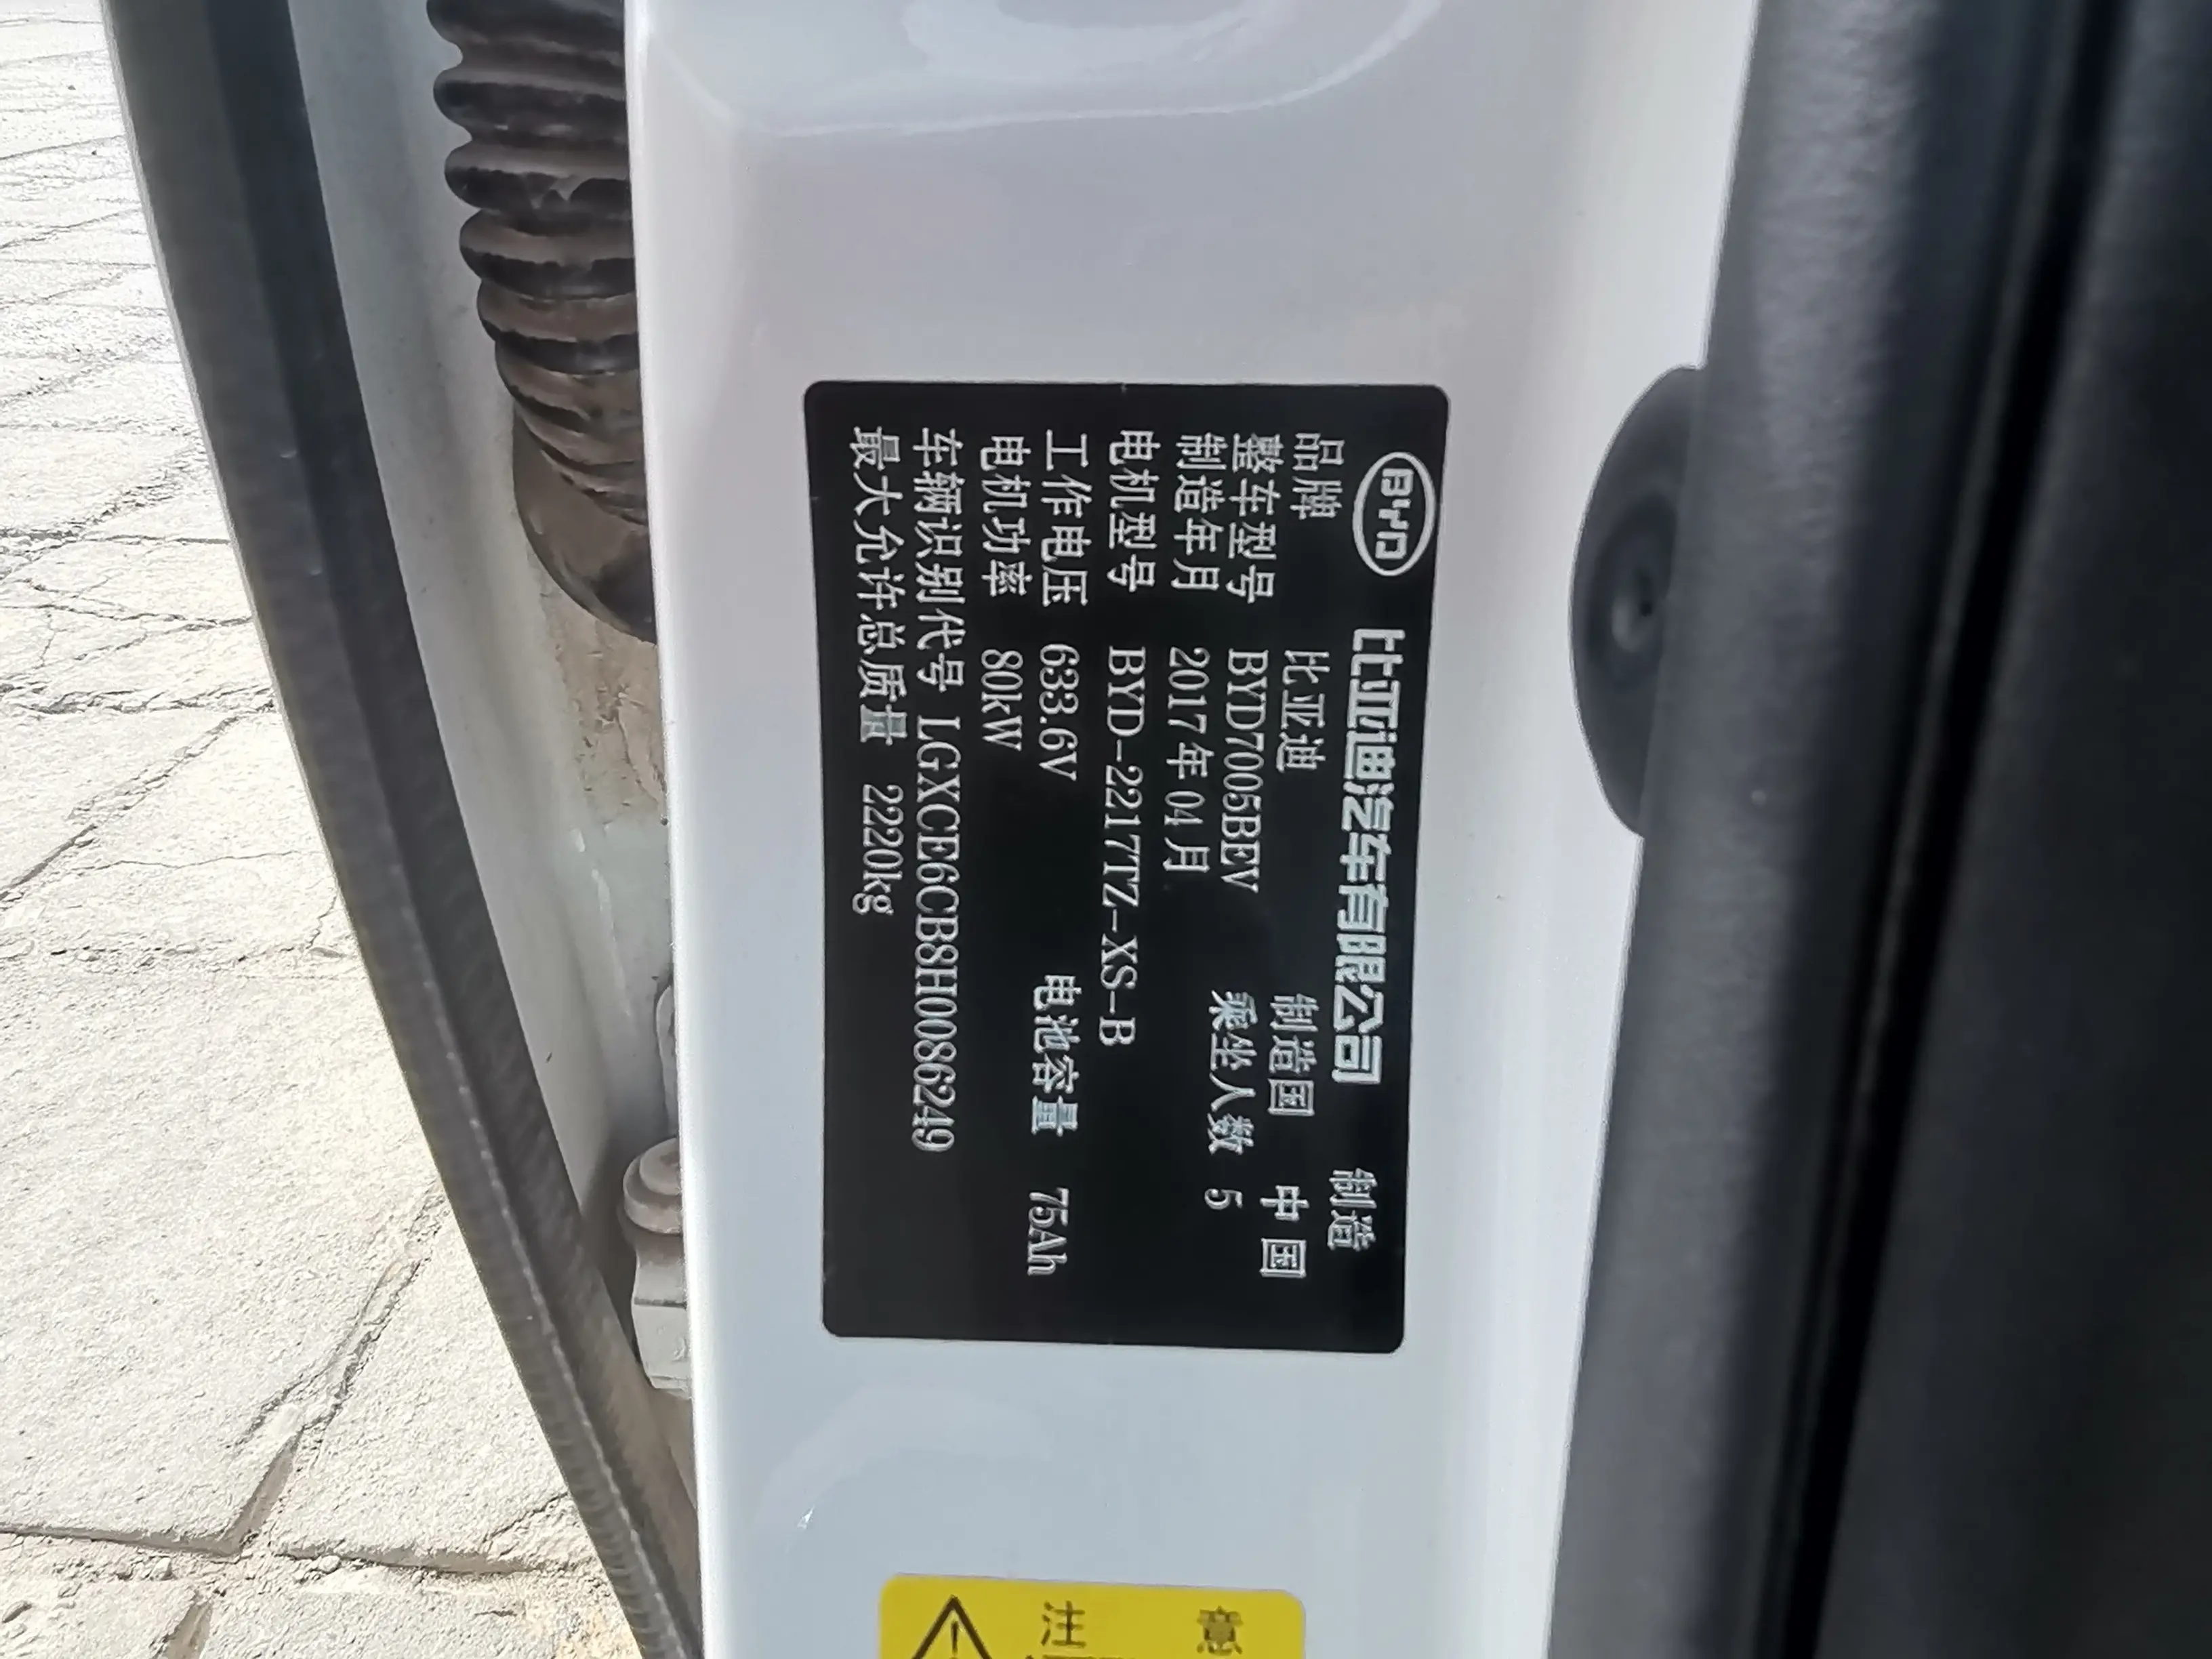 BYD 比亚迪汽车有限公司 制造
品牌 比亚迪 制造国 中国
整车型号 BYD7005BEV 乘坐人数 5
制造年月 2017年04月
电机型号 BYD-2217TZ-XS-B
工作电压 633.6V 电池容量 75Ah
电机功率 80kW
车辆识别代号 LGXCE6CB8H0086249
最大允许总质量 2220kg
注 意